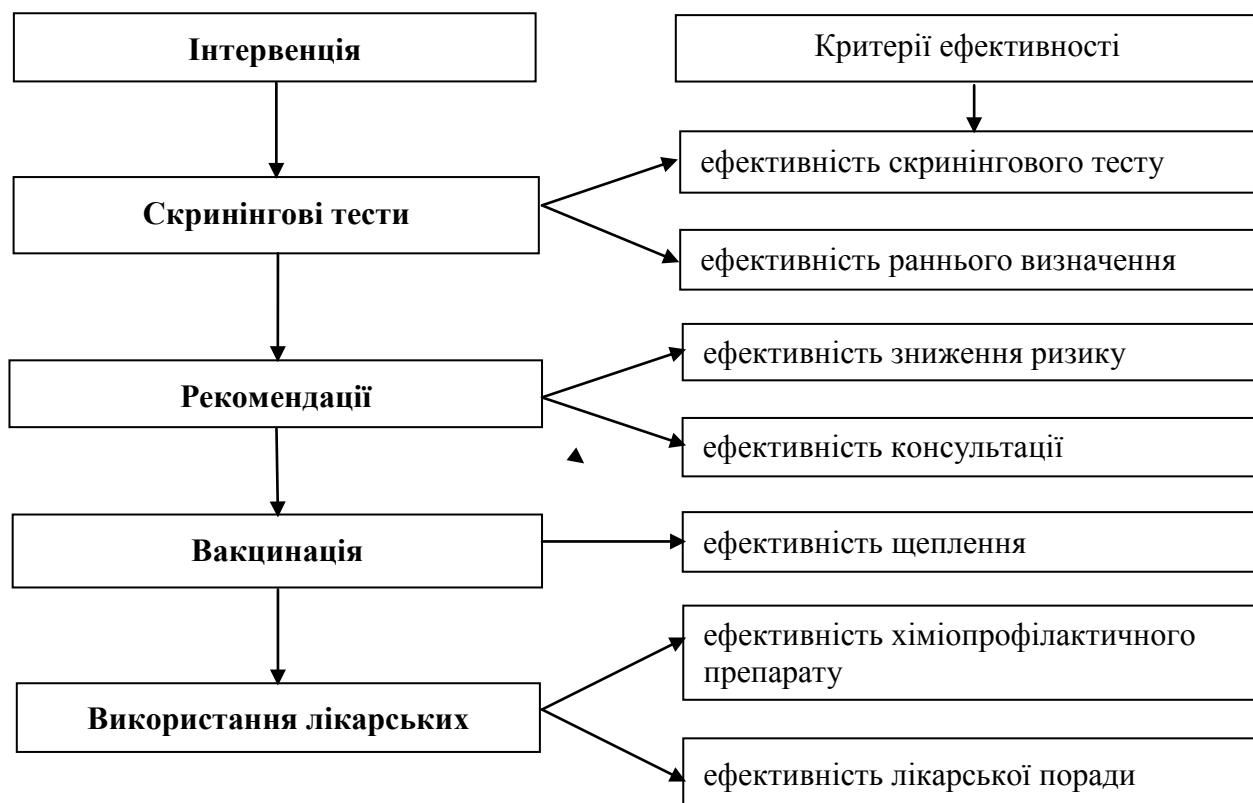 Інтервенція
Критерії ефективності
ефективність скринінгового тесту
Скринінгові тести
ефективність раннього визначення
ефективність зниження ризику
Рекомендації
ефективність консультації
Вакцинація
ефективність щеплення
ефективність хіміопрофілактичного
препарату
Використання лікарських
ефективність лікарської поради